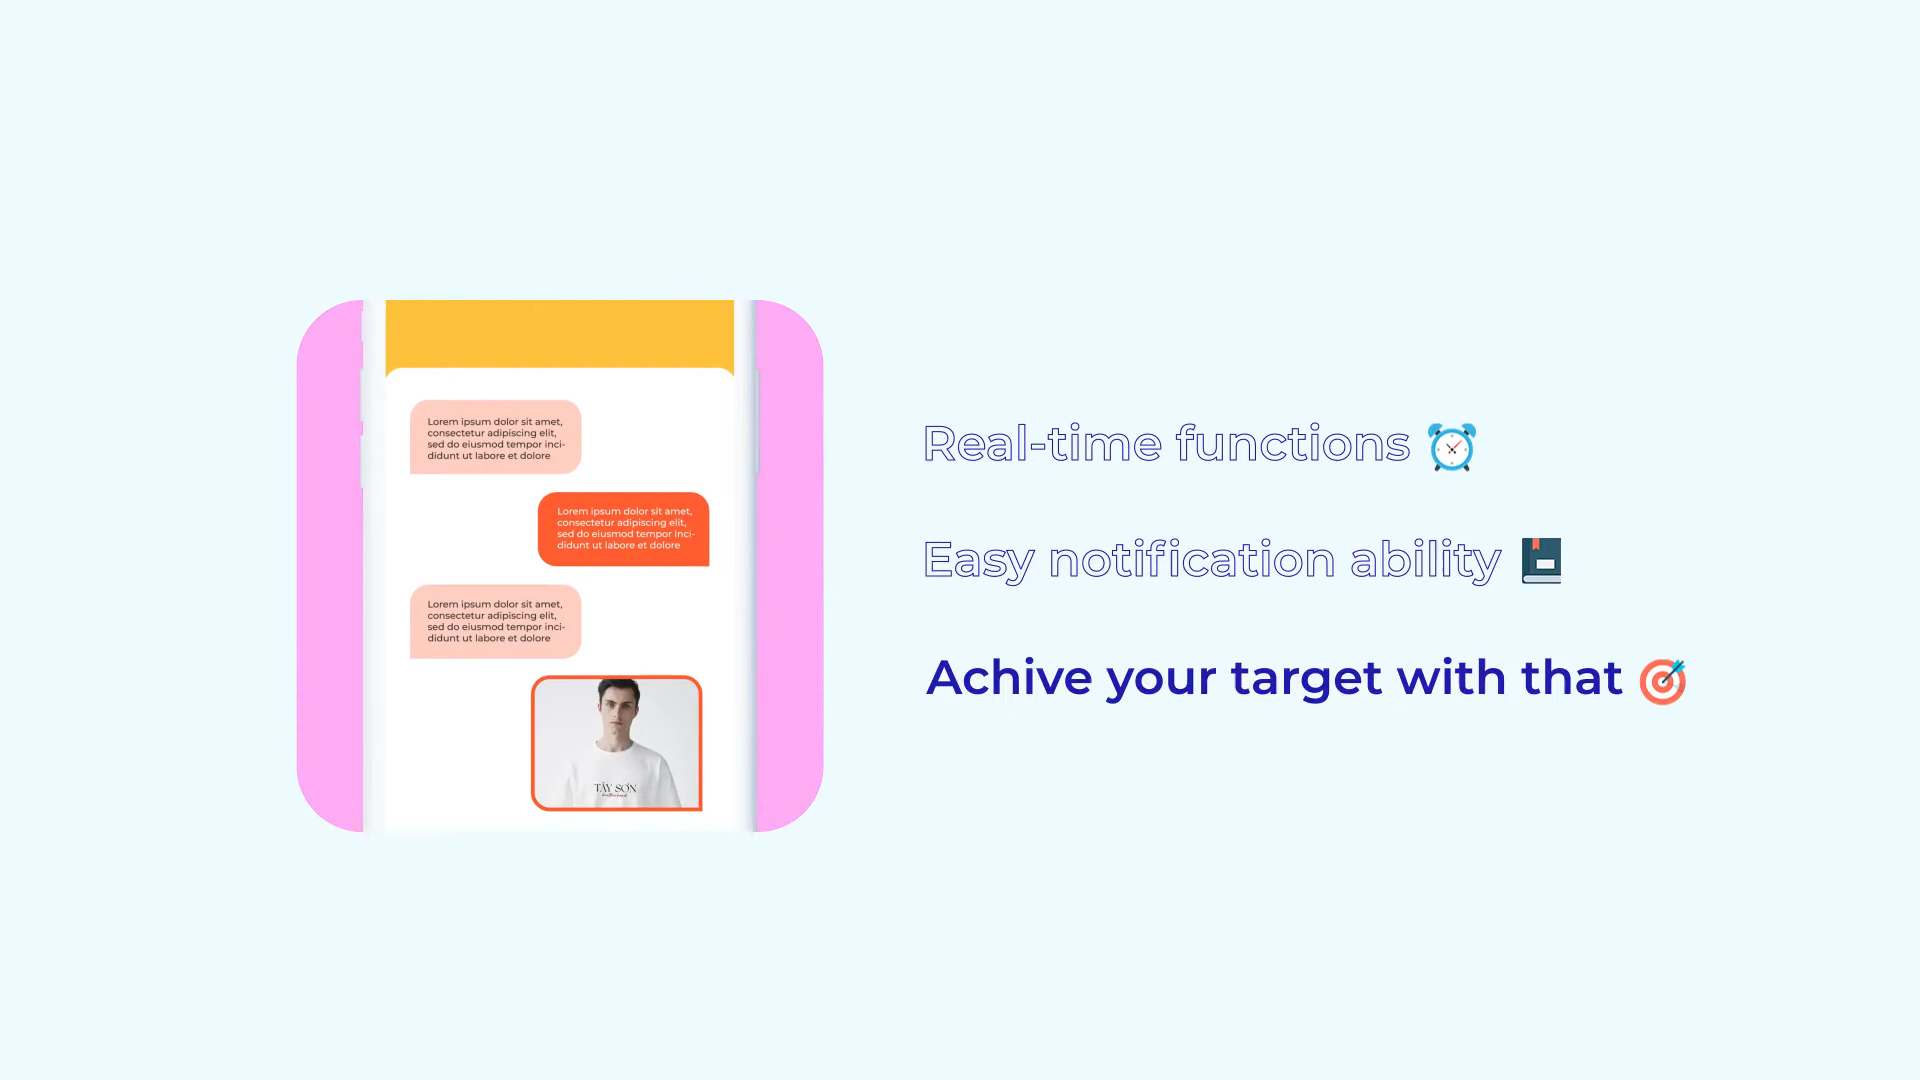 Lorem ipsum dolor sit amet,
consectetur adipiscing elit,
sed do eiusmod tempor inci-
didunt ut labore et dolore
Lorem ipsum dolor sit amet,
consectetur adipiscing elit,
sed do eiusmod tempor inci-
didunt ut labore et dolore
Lorem ipsum dolor sit amet,
consectetur adipiscing elit,
sed do eiusmod tempor inci-
didunt ut labore et dolore
TÂY SƠN
Real-time functions
Easy notification ability
Achive your target with that